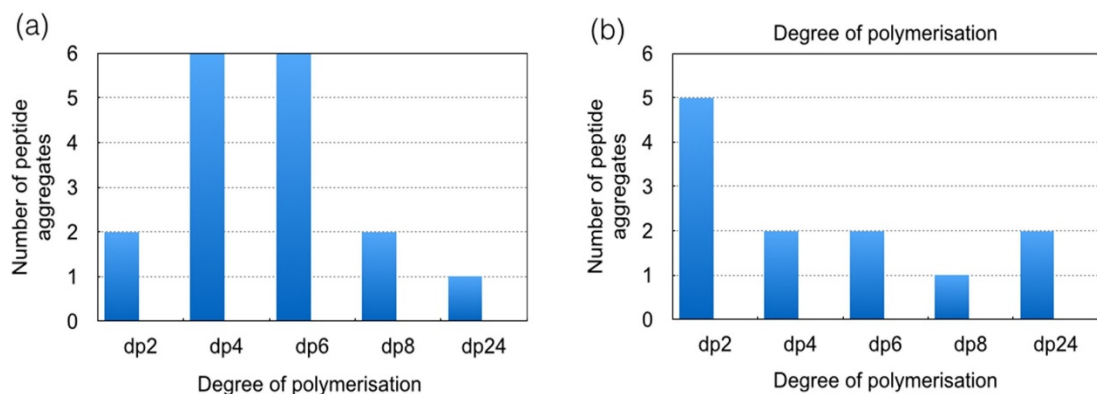 (a)
Number of peptide
aggregates
6
5
4
3
2
1
0
dp2 dp4 dp6 dp8 dp24
Degree of polymerisation
(b)
Degree of polymerisation
Number of peptide
aggregates
6
5
4
3
2
1
0
dp2 dp4 dp6 dp8 dp24
Degree of polymerisation